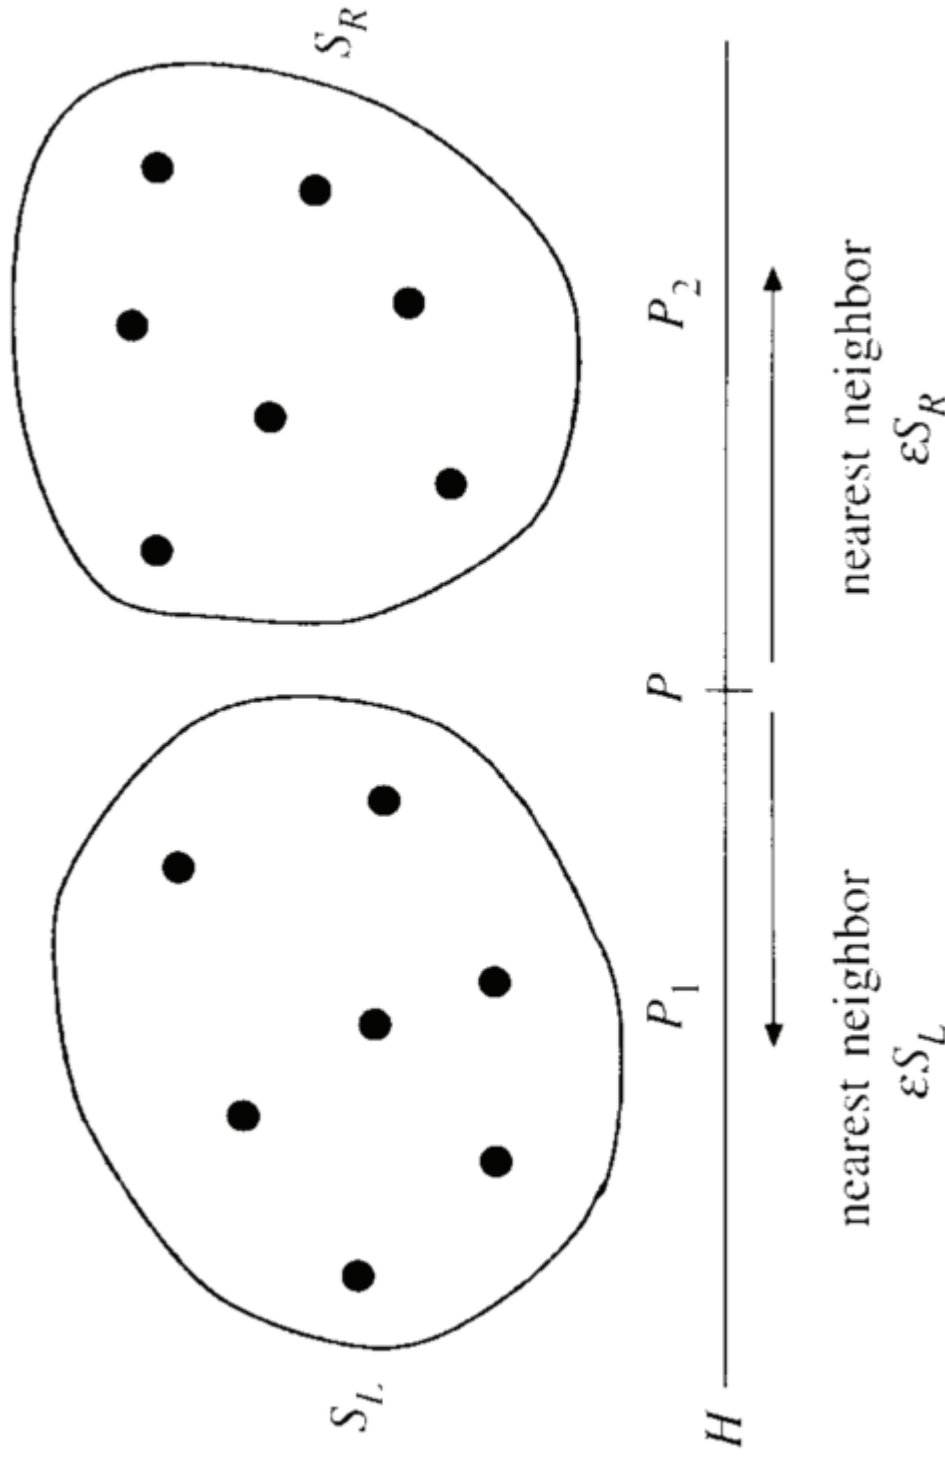 S_L
S_R
P_1 P P_2
H
nearest neighbor nearest neighbor
εS_L εS_R